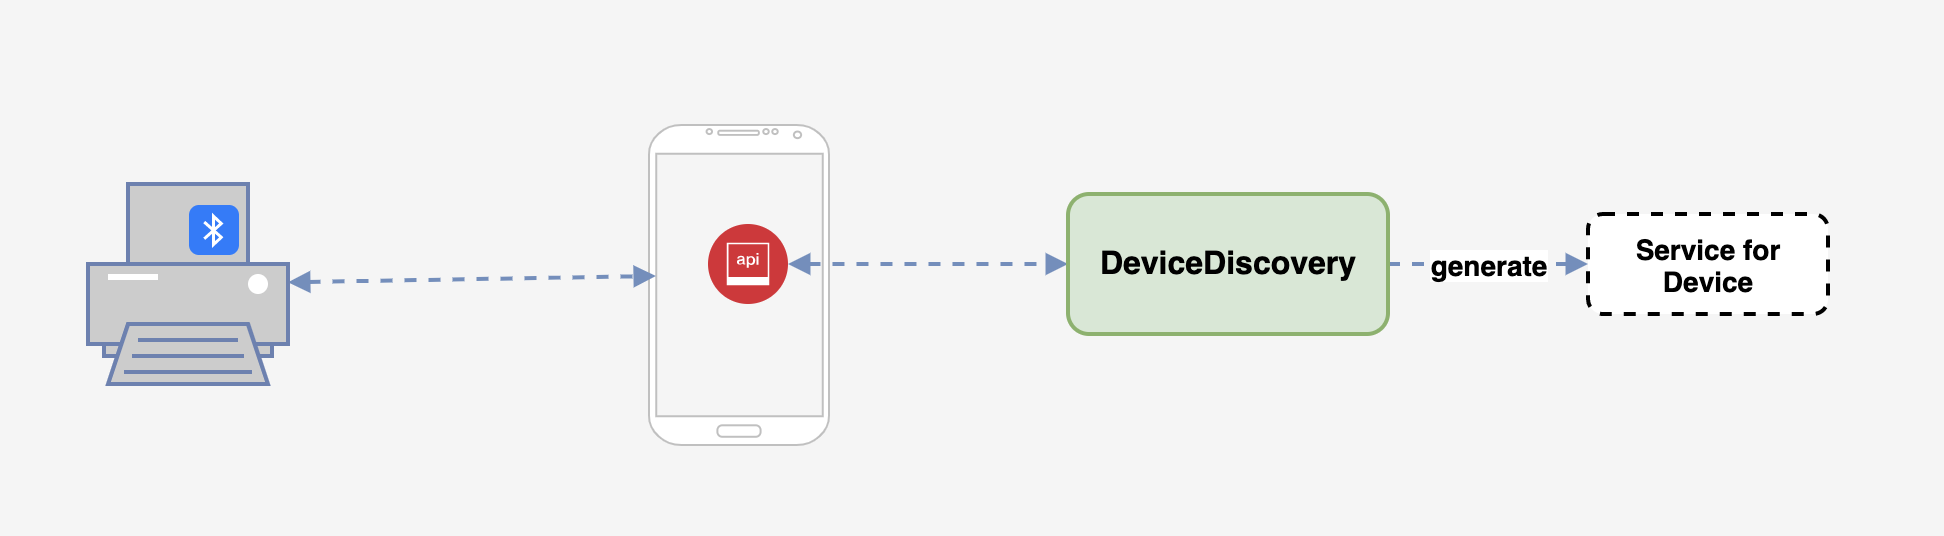 api
DeviceDiscovery
generate
Service for
Device